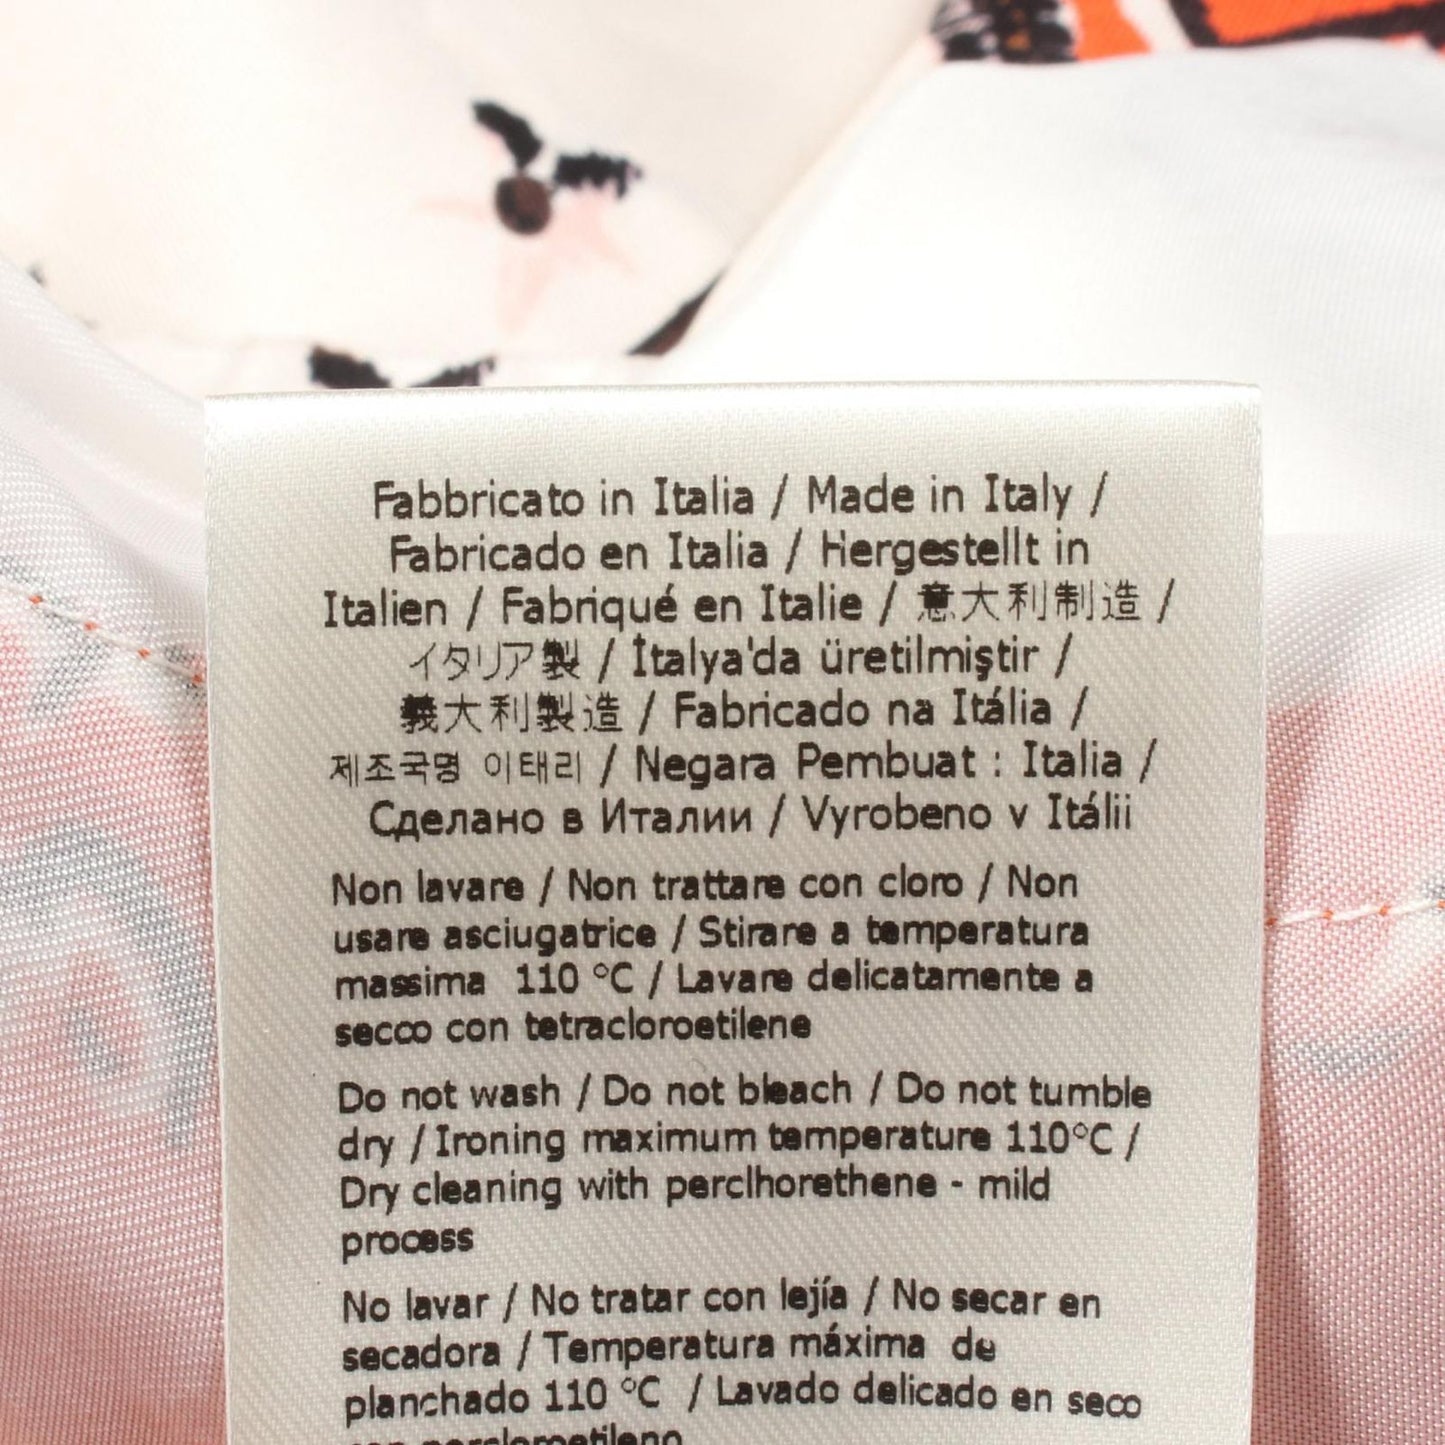 Fabbricato in Italia / Made in Italy /
Fabricado en Italia / Hergestellt in
Italien / Fabriqué en Italie / 意大利制造 /
イタリア製 / İtalya'da üretilmiştir /
義大利製造 / Fabricado na Itália /
제조국명 이태리 / Negara Pembuat : Italia /
Сделано в Италии / Vyrobeno v Itálii
Non lavare / Non trattare con cloro / Non
usare asciugatrice / Stirare a temperatura
massima 110 °C / Lavare delicatamente a
secco con tetracloroetilene
Do not wash / Do not bleach / Do not tumble
dry / Ironing maximum temperature 110°C /
Dry cleaning with perclhorethene - mild
process
No lavar / No tratar con lejía / No secar en
secadora / Temperatura máxima de
planchado 110 °C / Lavado delicado en seco
con percloroetileno